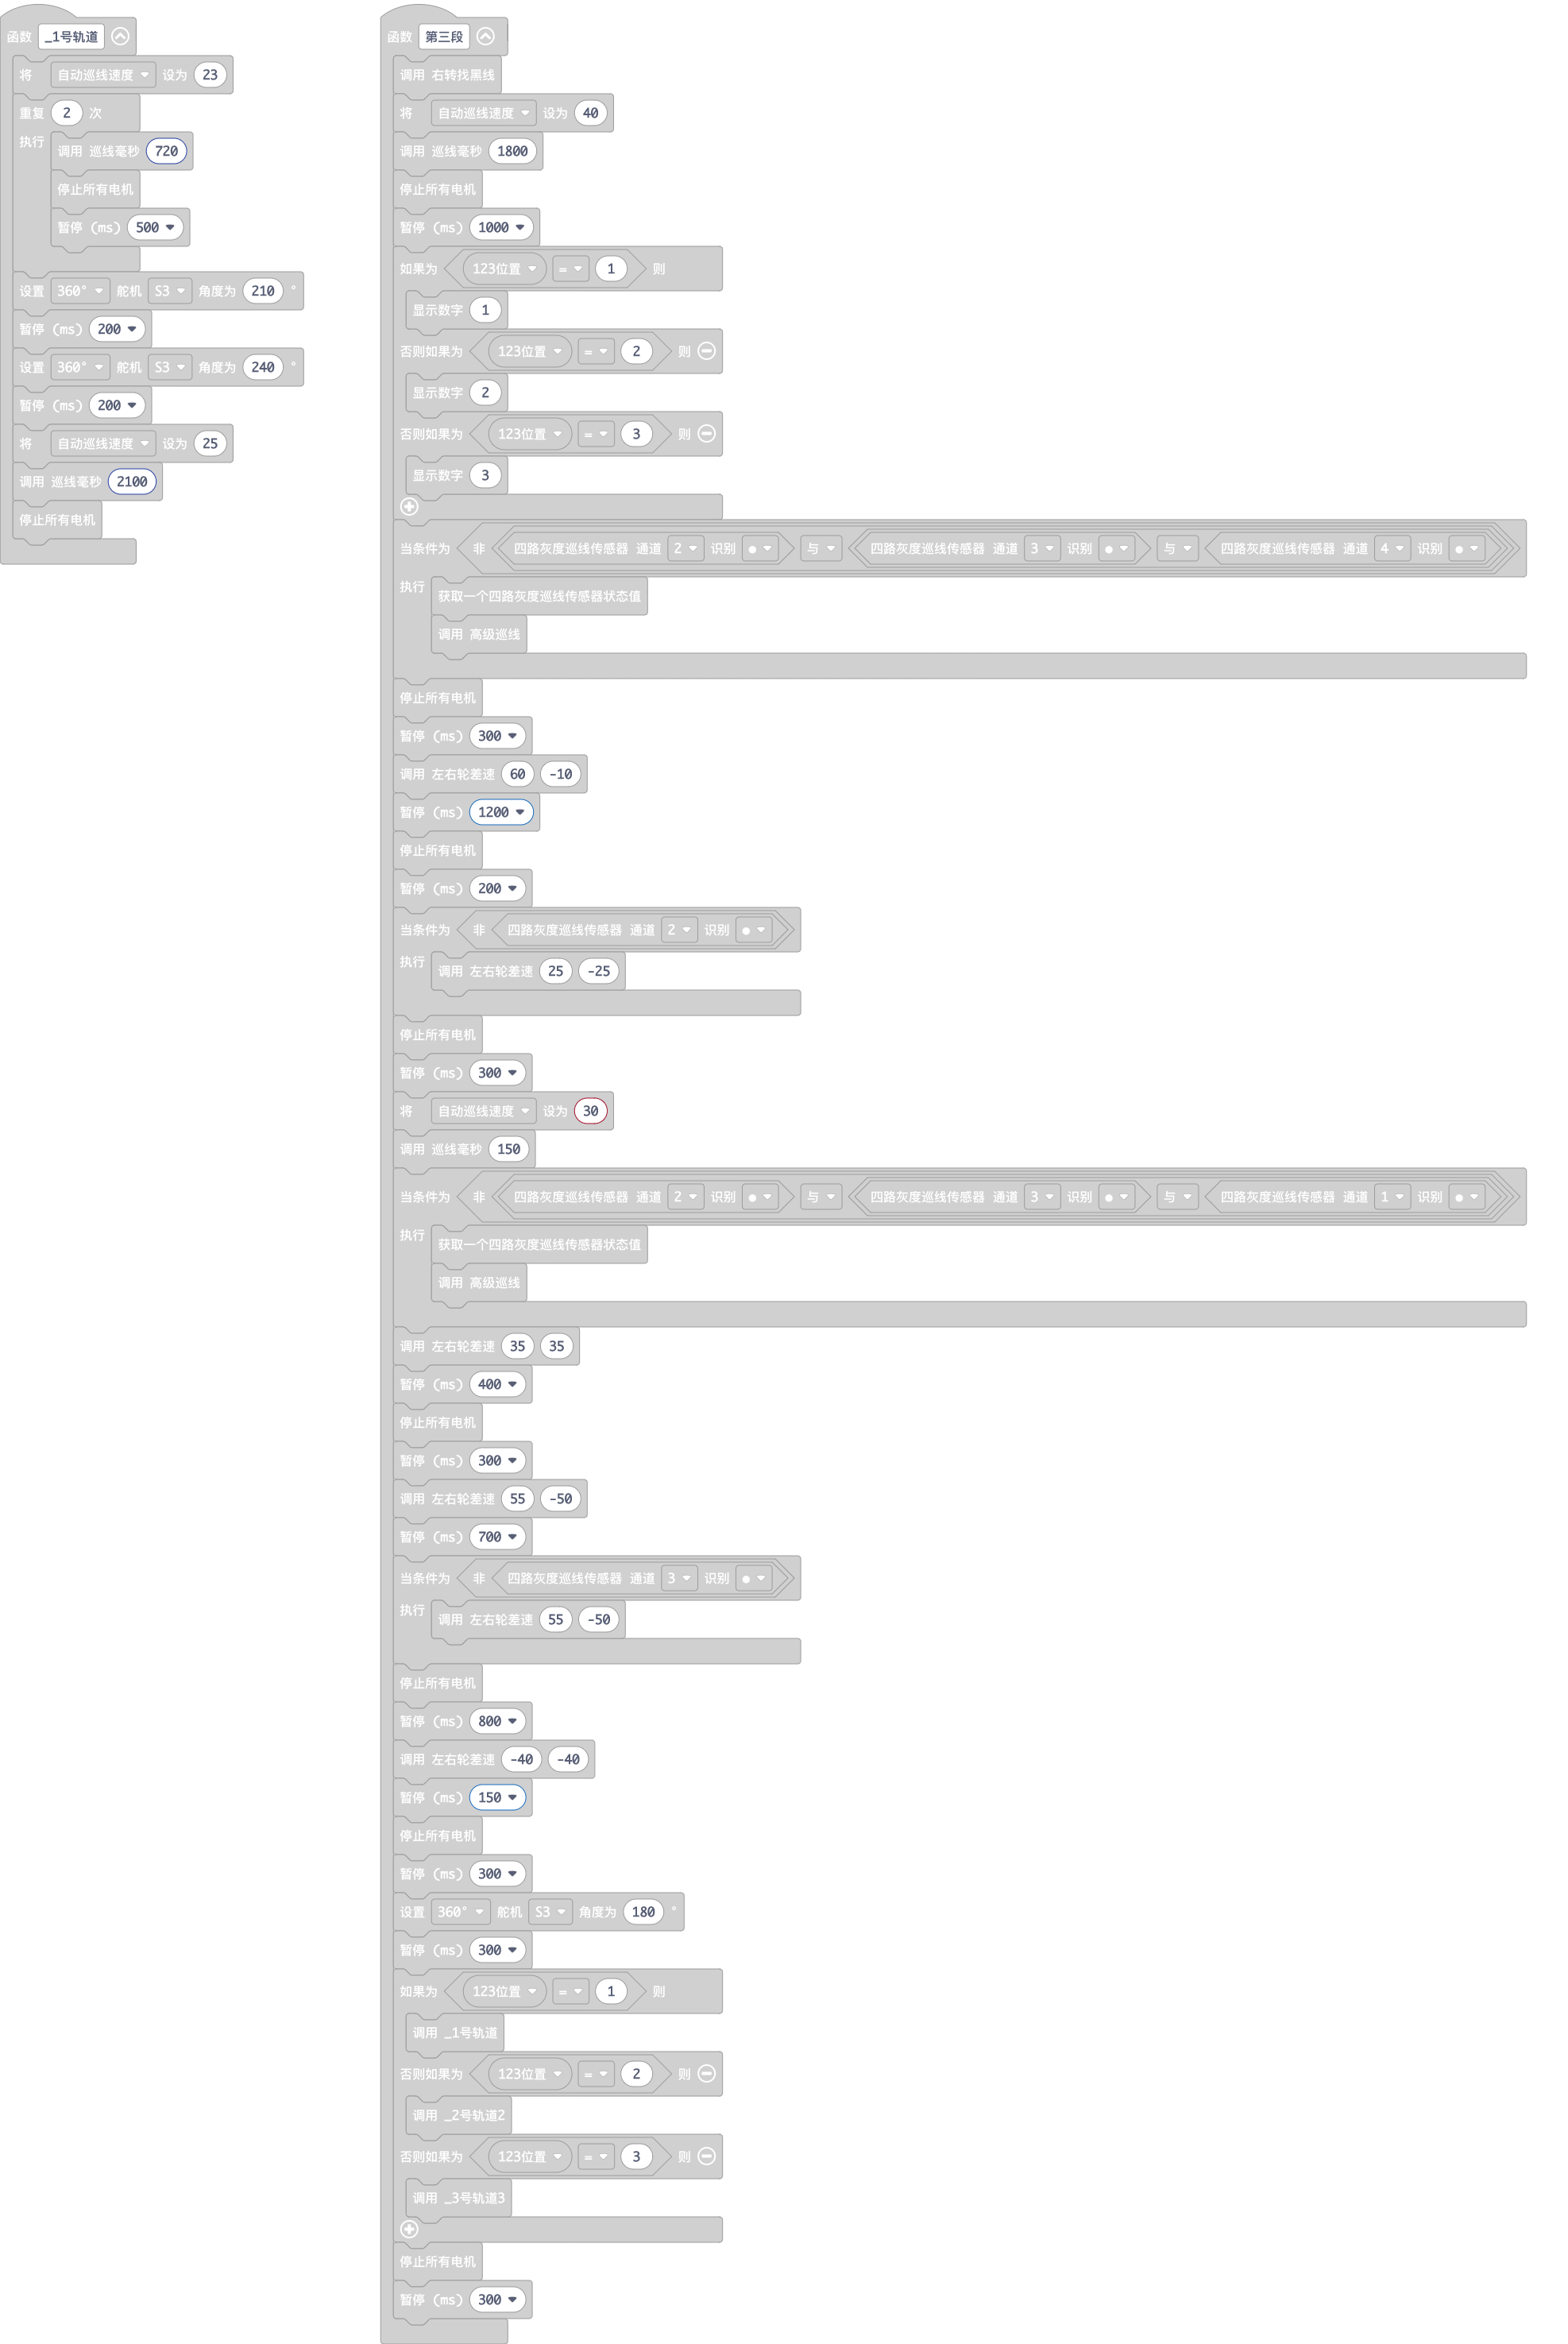 函数 _1号轨道
将 自动巡线速度 设为 23
重复 2 次
执行
调用 巡线毫秒 720
停止所有电机
暂停 (ms) 500
设置 360° 舵机 S3 角度为 210 °
暂停 (ms) 200
设置 360° 舵机 S3 角度为 240 °
暂停 (ms) 200
将 自动巡线速度 设为 25
调用 巡线毫秒 2100
停止所有电机
函数 第三段
调用 右转找黑线
将 自动巡线速度 设为 40
调用 巡线毫秒 1800
停止所有电机
暂停 (ms) 1000
如果为 123位置 = 1 则
显示数字 1
否则如果为 123位置 = 2 则
显示数字 2
否则如果为 123位置 = 3 则
显示数字 3
当条件为 非 四路灰度巡线传感器 通道 2 识别 ● 与 四路灰度巡线传感器 通道 3 识别 ● 与 四路灰度巡线传感器 通道 4 识别 ●
执行
获取一个四路灰度巡线传感器状态值
调用 高级巡线
停止所有电机
暂停 (ms) 300
调用 左右轮差速 60 -10
暂停 (ms) 1200
停止所有电机
暂停 (ms) 200
当条件为 非 四路灰度巡线传感器 通道 2 识别 ●
执行
调用 左右轮差速 25 -25
停止所有电机
暂停 (ms) 300
将 自动巡线速度 设为 30
调用 巡线毫秒 150
当条件为 非 四路灰度巡线传感器 通道 2 识别 ● 与 四路灰度巡线传感器 通道 3 识别 ● 与 四路灰度巡线传感器 通道 1 识别 ●
执行
获取一个四路灰度巡线传感器状态值
调用 高级巡线
调用 左右轮差速 35 35
暂停 (ms) 400
停止所有电机
暂停 (ms) 300
调用 左右轮差速 55 -50
暂停 (ms) 700
当条件为 非 四路灰度巡线传感器 通道 3 识别 ●
执行
调用 左右轮差速 55 -50
停止所有电机
暂停 (ms) 800
调用 左右轮差速 -40 -40
暂停 (ms) 150
停止所有电机
暂停 (ms) 300
设置 360° 舵机 S3 角度为 180 °
暂停 (ms) 300
如果为 123位置 = 1 则
调用 _1号轨道
否则如果为 123位置 = 2 则
调用 _2号轨道2
否则如果为 123位置 = 3 则
调用 _3号轨道3
停止所有电机
暂停 (ms) 300